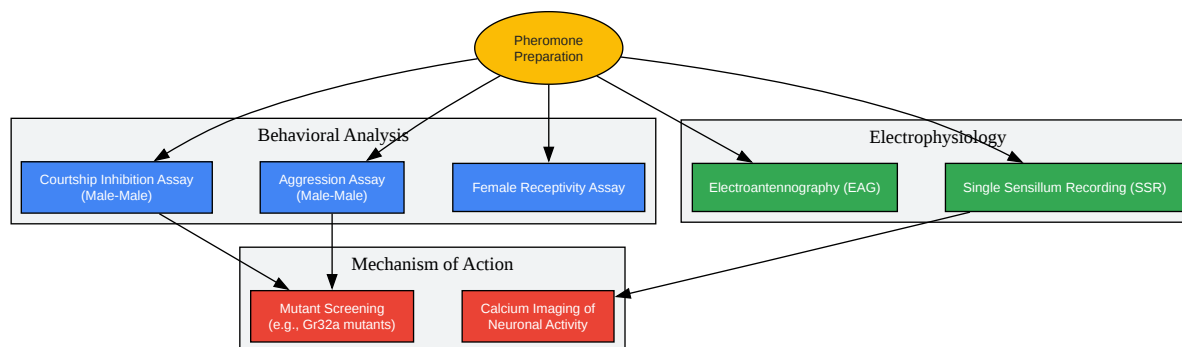 Pheromone
Preparation
Behavioral Analysis
Electrophysiology
Courtship Inhibition Assay
(Male-Male)
Aggression Assay
(Male-Male)
Female Receptivity Assay
Electroantennography (EAG)
Single Sensillum Recording (SSR)
Mechanism of Action
Mutant Screening
(e.g., Gr32a mutants)
Calcium Imaging of
Neuronal Activity